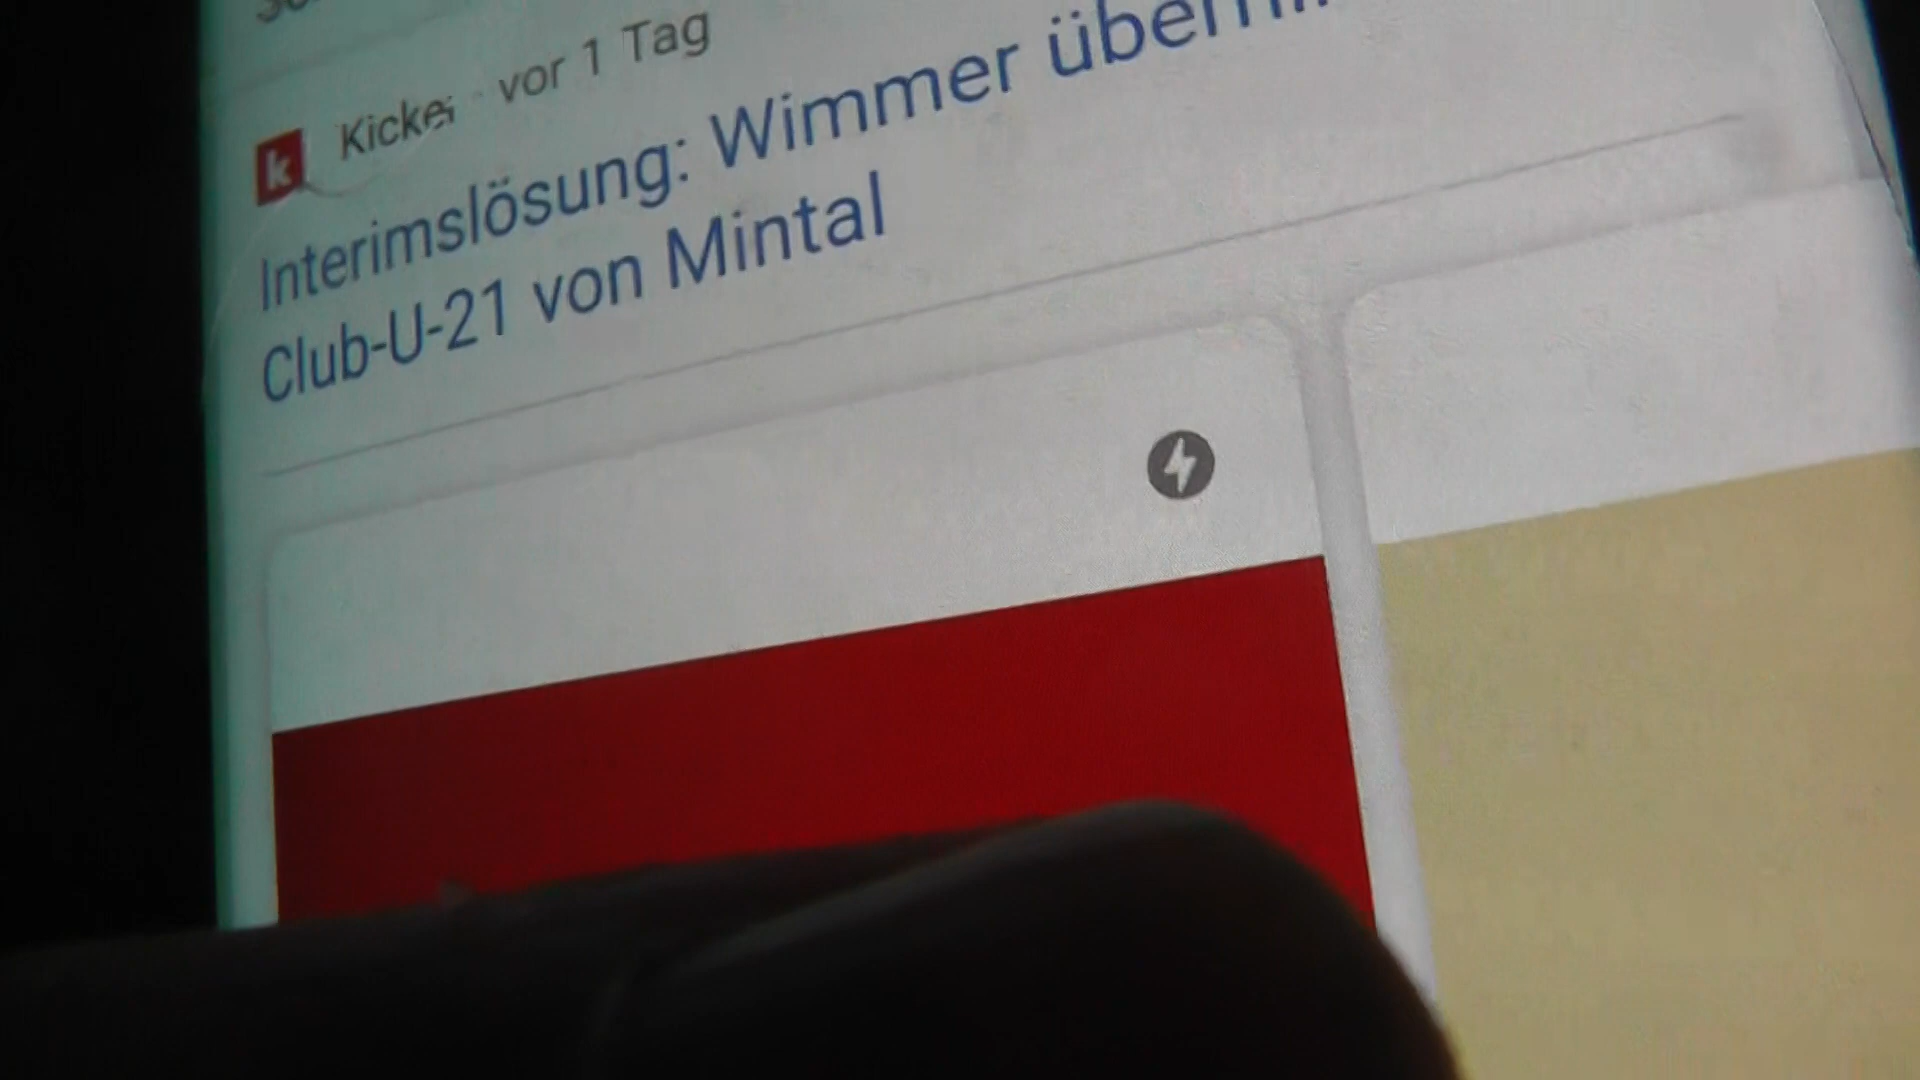 k Kicker · vor 1 Tag
Interimslösung: Wimmer
Club-U-21 von Mintal